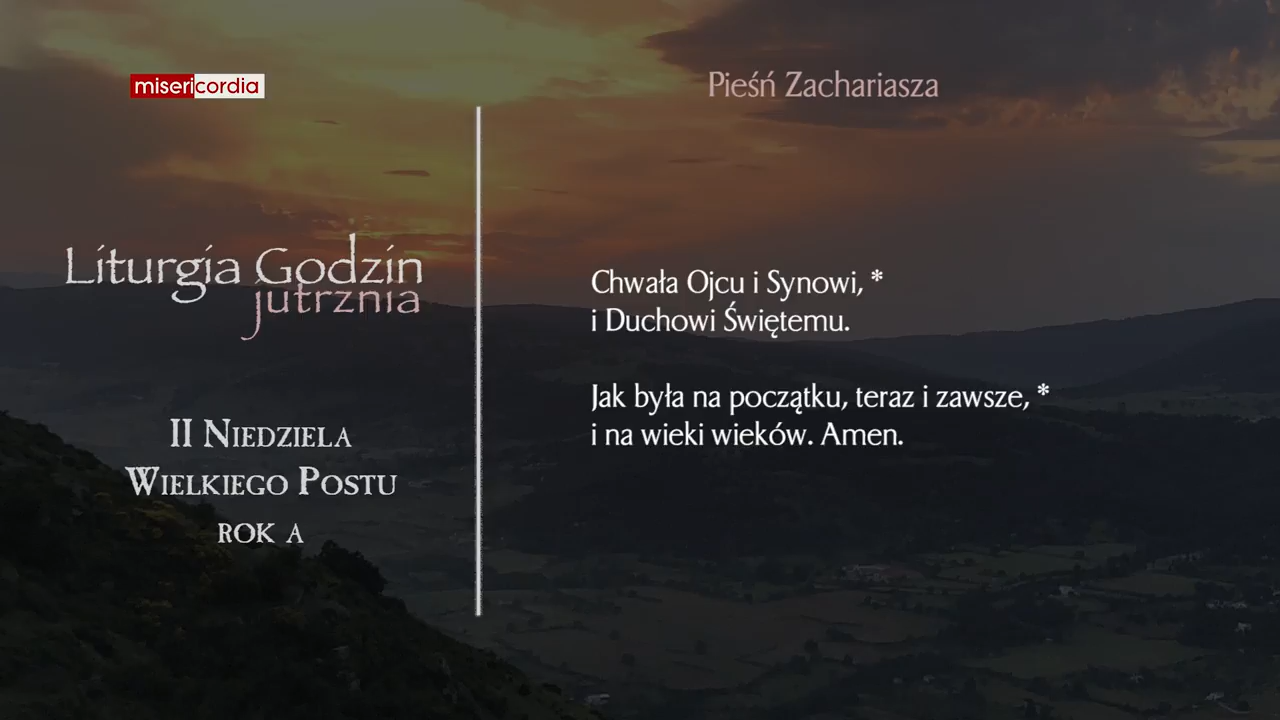 misericordia
Liturgia Godzin
jutrznia
II Niedziela
Wielkiego Postu
rok A
Pieśń Zachariasza
Chwała Ojcu i Synowi, *
i Duchowi Świętemu.
Jak była na początku, teraz i zawsze, *
i na wieki wieków. Amen.